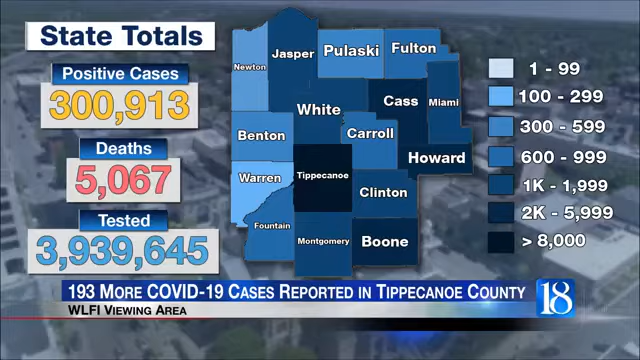 State Totals
Positive Cases
300,913
Deaths
5,067
Tested
3,939,645
Newton
Jasper
Pulaski
Fulton
White
Cass
Miami
Benton
Carroll
Howard
Warren
Tippecanoe
Clinton
Fountain
Montgomery
Boone
1 - 99
100 - 299
300 - 599
600 - 999
1K - 1,999
2K - 5,999
> 8,000
193 More COVID-19 Cases Reported in Tippecanoe County
WLFI Viewing Area
18